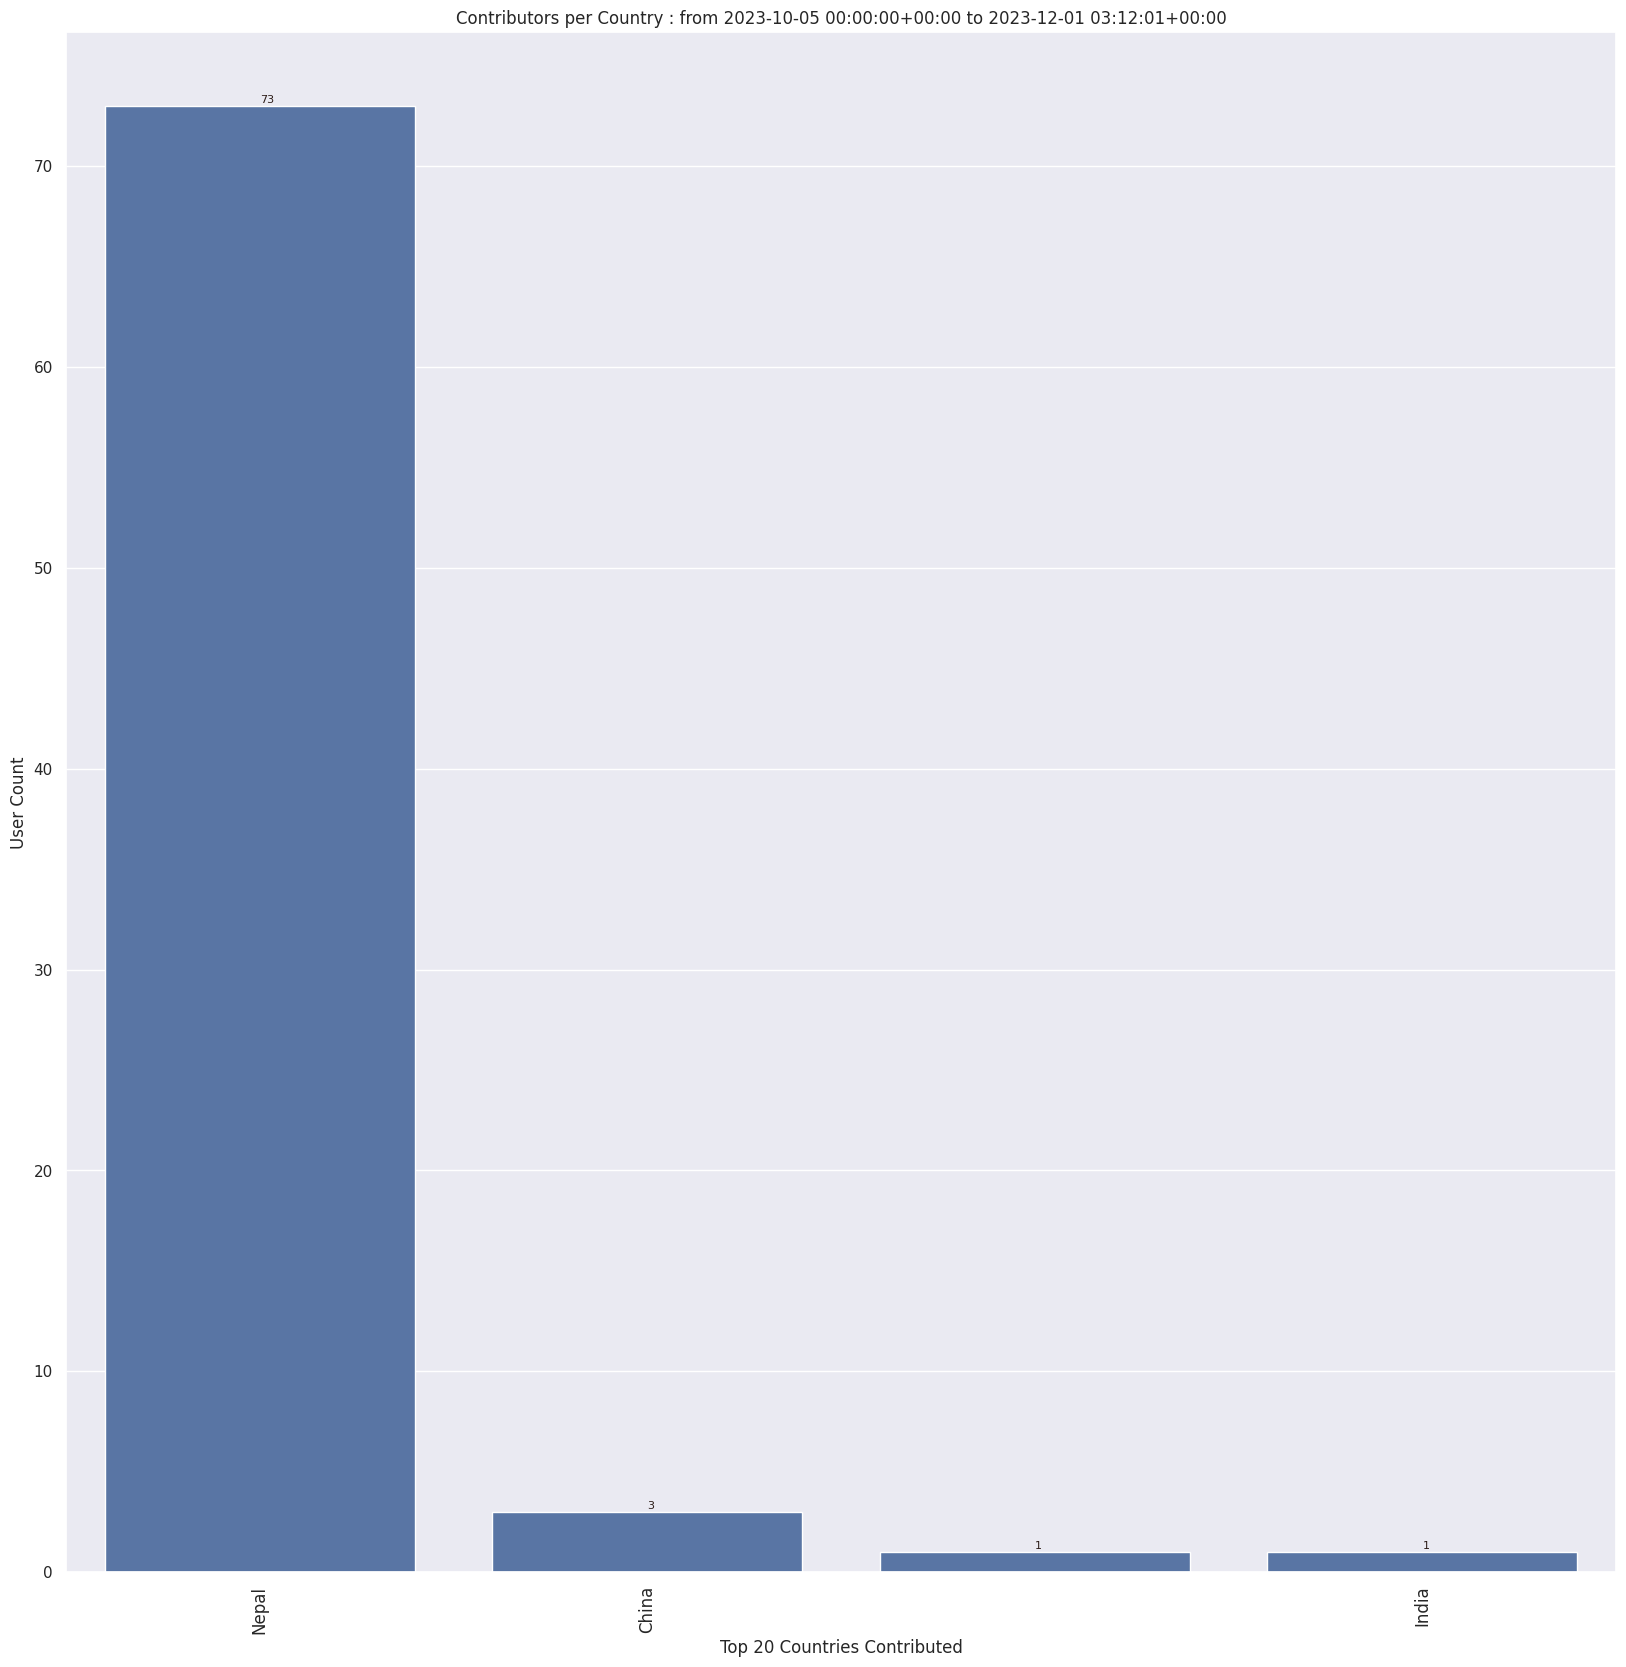 Contributors per Country : from 2023-10-05 00:00:00+00:00 to 2023-12-01 03:12:01+00:00
73
70
60
50
40
User Count
30
20
10
3
1
1
0
Nepal
China
India
Top 20 Countries Contributed